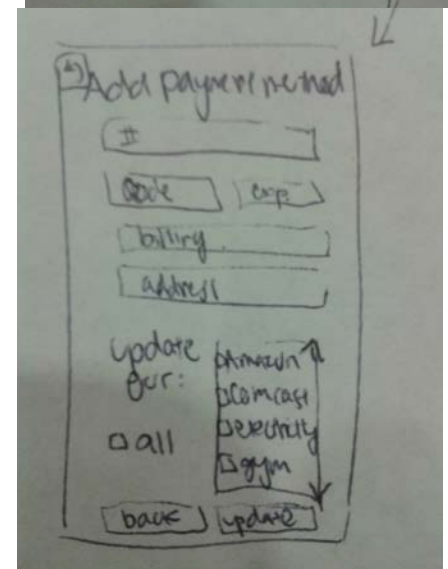 Add payment method
#
code exp
billing
address
update
for:
Amazon
Comcast
electricity
all
gym
back update